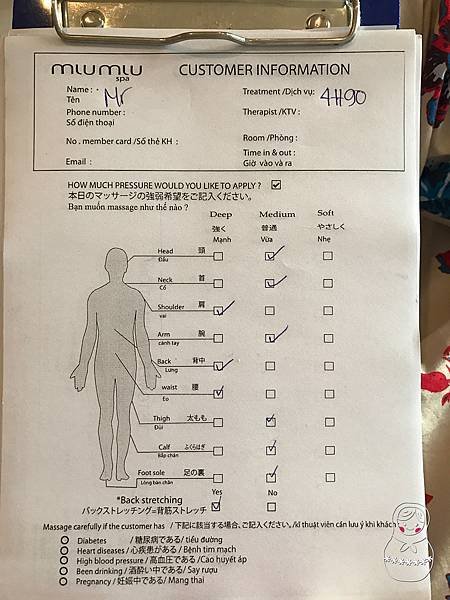 miumiu spa CUSTOMER INFORMATION
Name : Mr Treatment /Dịch vụ: 4H90
Tên
Phone number : Therapist / KTV :
Số điện thoại
No . member card /Số thẻ KH : Room /Phòng :
Time in & out :
Email : Giờ vào và ra
HOW MUCH PRESSURE WOULD YOU LIKE TO APPLY ? ☑
本日のマッサージの強弱希望をご記入ください。
Bạn muốn massage như thế nào ?
Deep Medium Soft
強く 普通 やさしく
Mạnh Vừa Nhẹ
Head 頭
Đầu
Neck 首
Cổ
Shoulder 肩
vai
Arm 腕
cánh tay
Back 背中
Lưng
waist 腰
Eo
Thigh 太もも
Đùi
Calf ふくらはぎ
Bắp chân
Foot sole 足の裏
Lòng bàn chân
*Back stretching Yes No
バックストレッチング=背筋ストレッチ
Massage carefully if the customer has / 下記に該当する場合、ご記入ください。/kĩ thuật viên cần lưu ý khi khách
Diabetes / 糖尿病である/ tiểu đường
Heart diseases / 心疾患がある / Bệnh tim mạch
High blood pressure / 高血圧である /Cao huyết áp
Been drinking / 酒酔い中である/ Say rượu
Pregnancy / 妊娠中である/ Mang thai